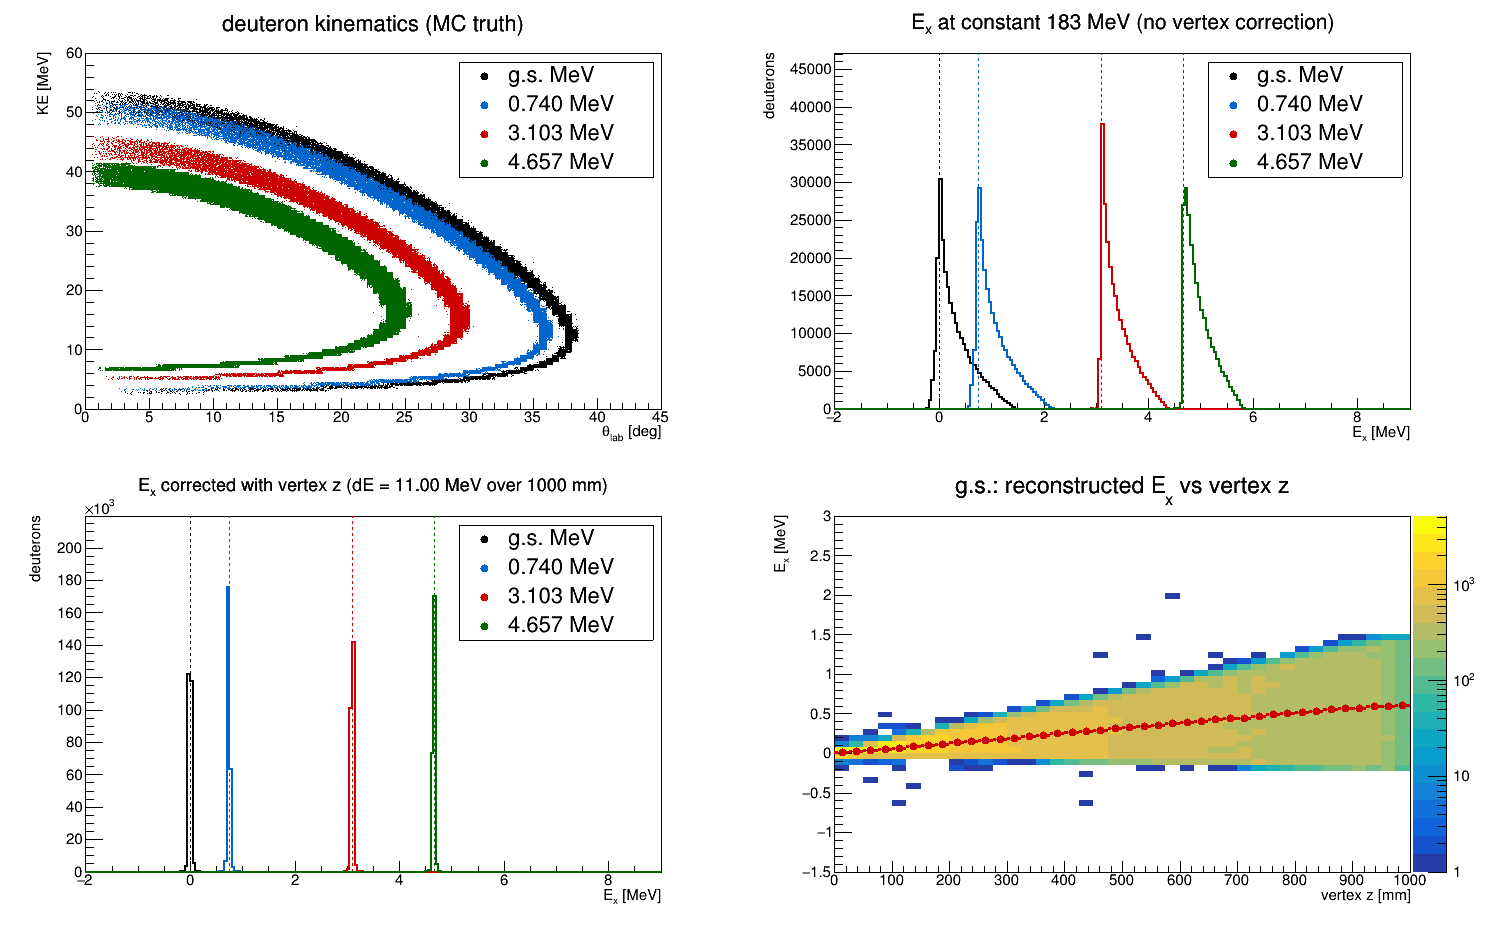 deuteron kinematics (MC truth)
KE [MeV]
60
50
40
30
20
10
0
0 5 10 15 20 25 30 35 40 45
θlab [deg]
g.s. MeV
0.740 MeV
3.103 MeV
4.657 MeV
Ex at constant 183 MeV (no vertex correction)
deuterons
45000
40000
35000
30000
25000
20000
15000
10000
5000
0
−2 0 2 4 6 8
Ex [MeV]
g.s. MeV
0.740 MeV
3.103 MeV
4.657 MeV
Ex corrected with vertex z (dE = 11.00 MeV over 1000 mm)
×10³
deuterons
200
180
160
140
120
100
80
60
40
20
0
−2 0 2 4 6 8
Ex [MeV]
g.s. MeV
0.740 MeV
3.103 MeV
4.657 MeV
g.s.: reconstructed Ex vs vertex z
Ex [MeV]
3
2.5
2
1.5
1
0.5
0
−0.5
−1
−1.5
0 100 200 300 400 500 600 700 800 900 1000
vertex z [mm]
10³
10²
10
1